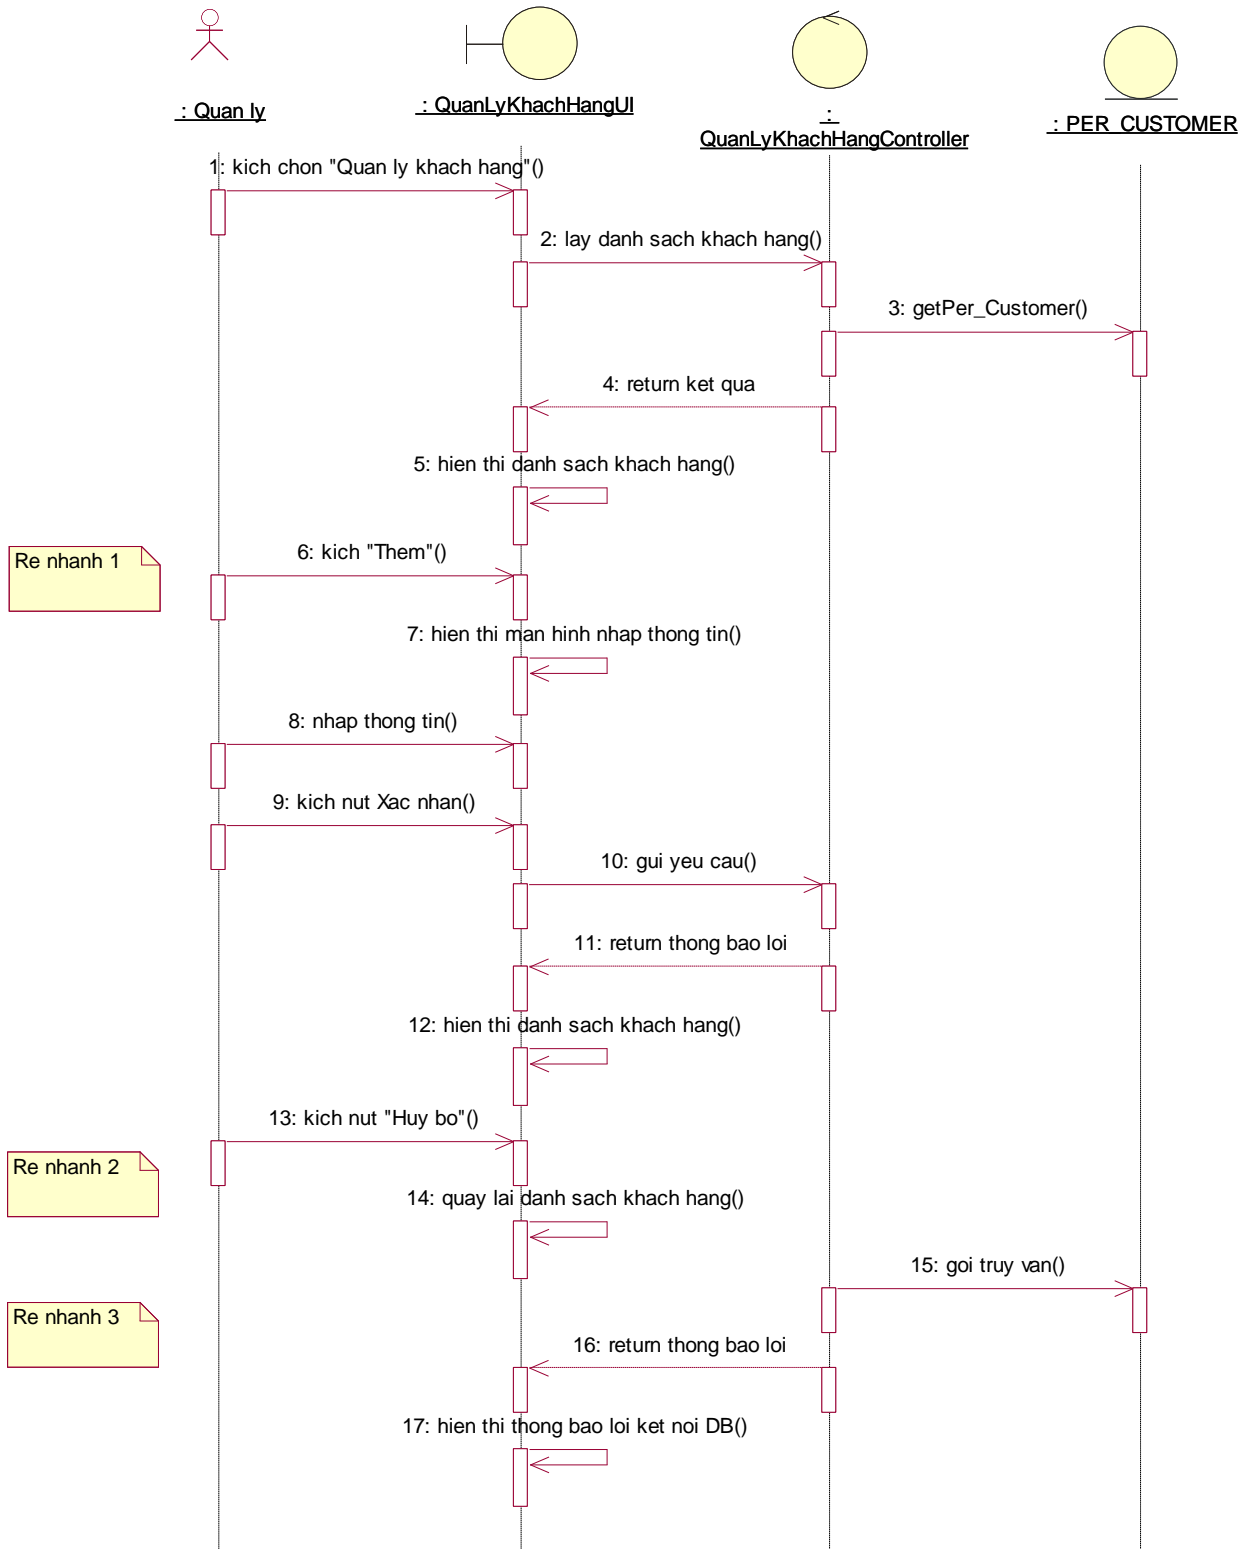 : Quan ly
: QuanLyKhachHangUI
:
QuanLyKhachHangController
: PER_CUSTOMER
1: kich chon "Quan ly khach hang"()
2: lay danh sach khach hang()
3: getPer_Customer()
4: return ket qua
5: hien thi danh sach khach hang()
Re nhanh 1
6: kich "Them"()
7: hien thi man hinh nhap thong tin()
8: nhap thong tin()
9: kich nut Xac nhan()
10: gui yeu cau()
11: return thong bao loi
12: hien thi danh sach khach hang()
13: kich nut "Huy bo"()
Re nhanh 2
14: quay lai danh sach khach hang()
15: goi truy van()
Re nhanh 3
16: return thong bao loi
17: hien thi thong bao loi ket noi DB()